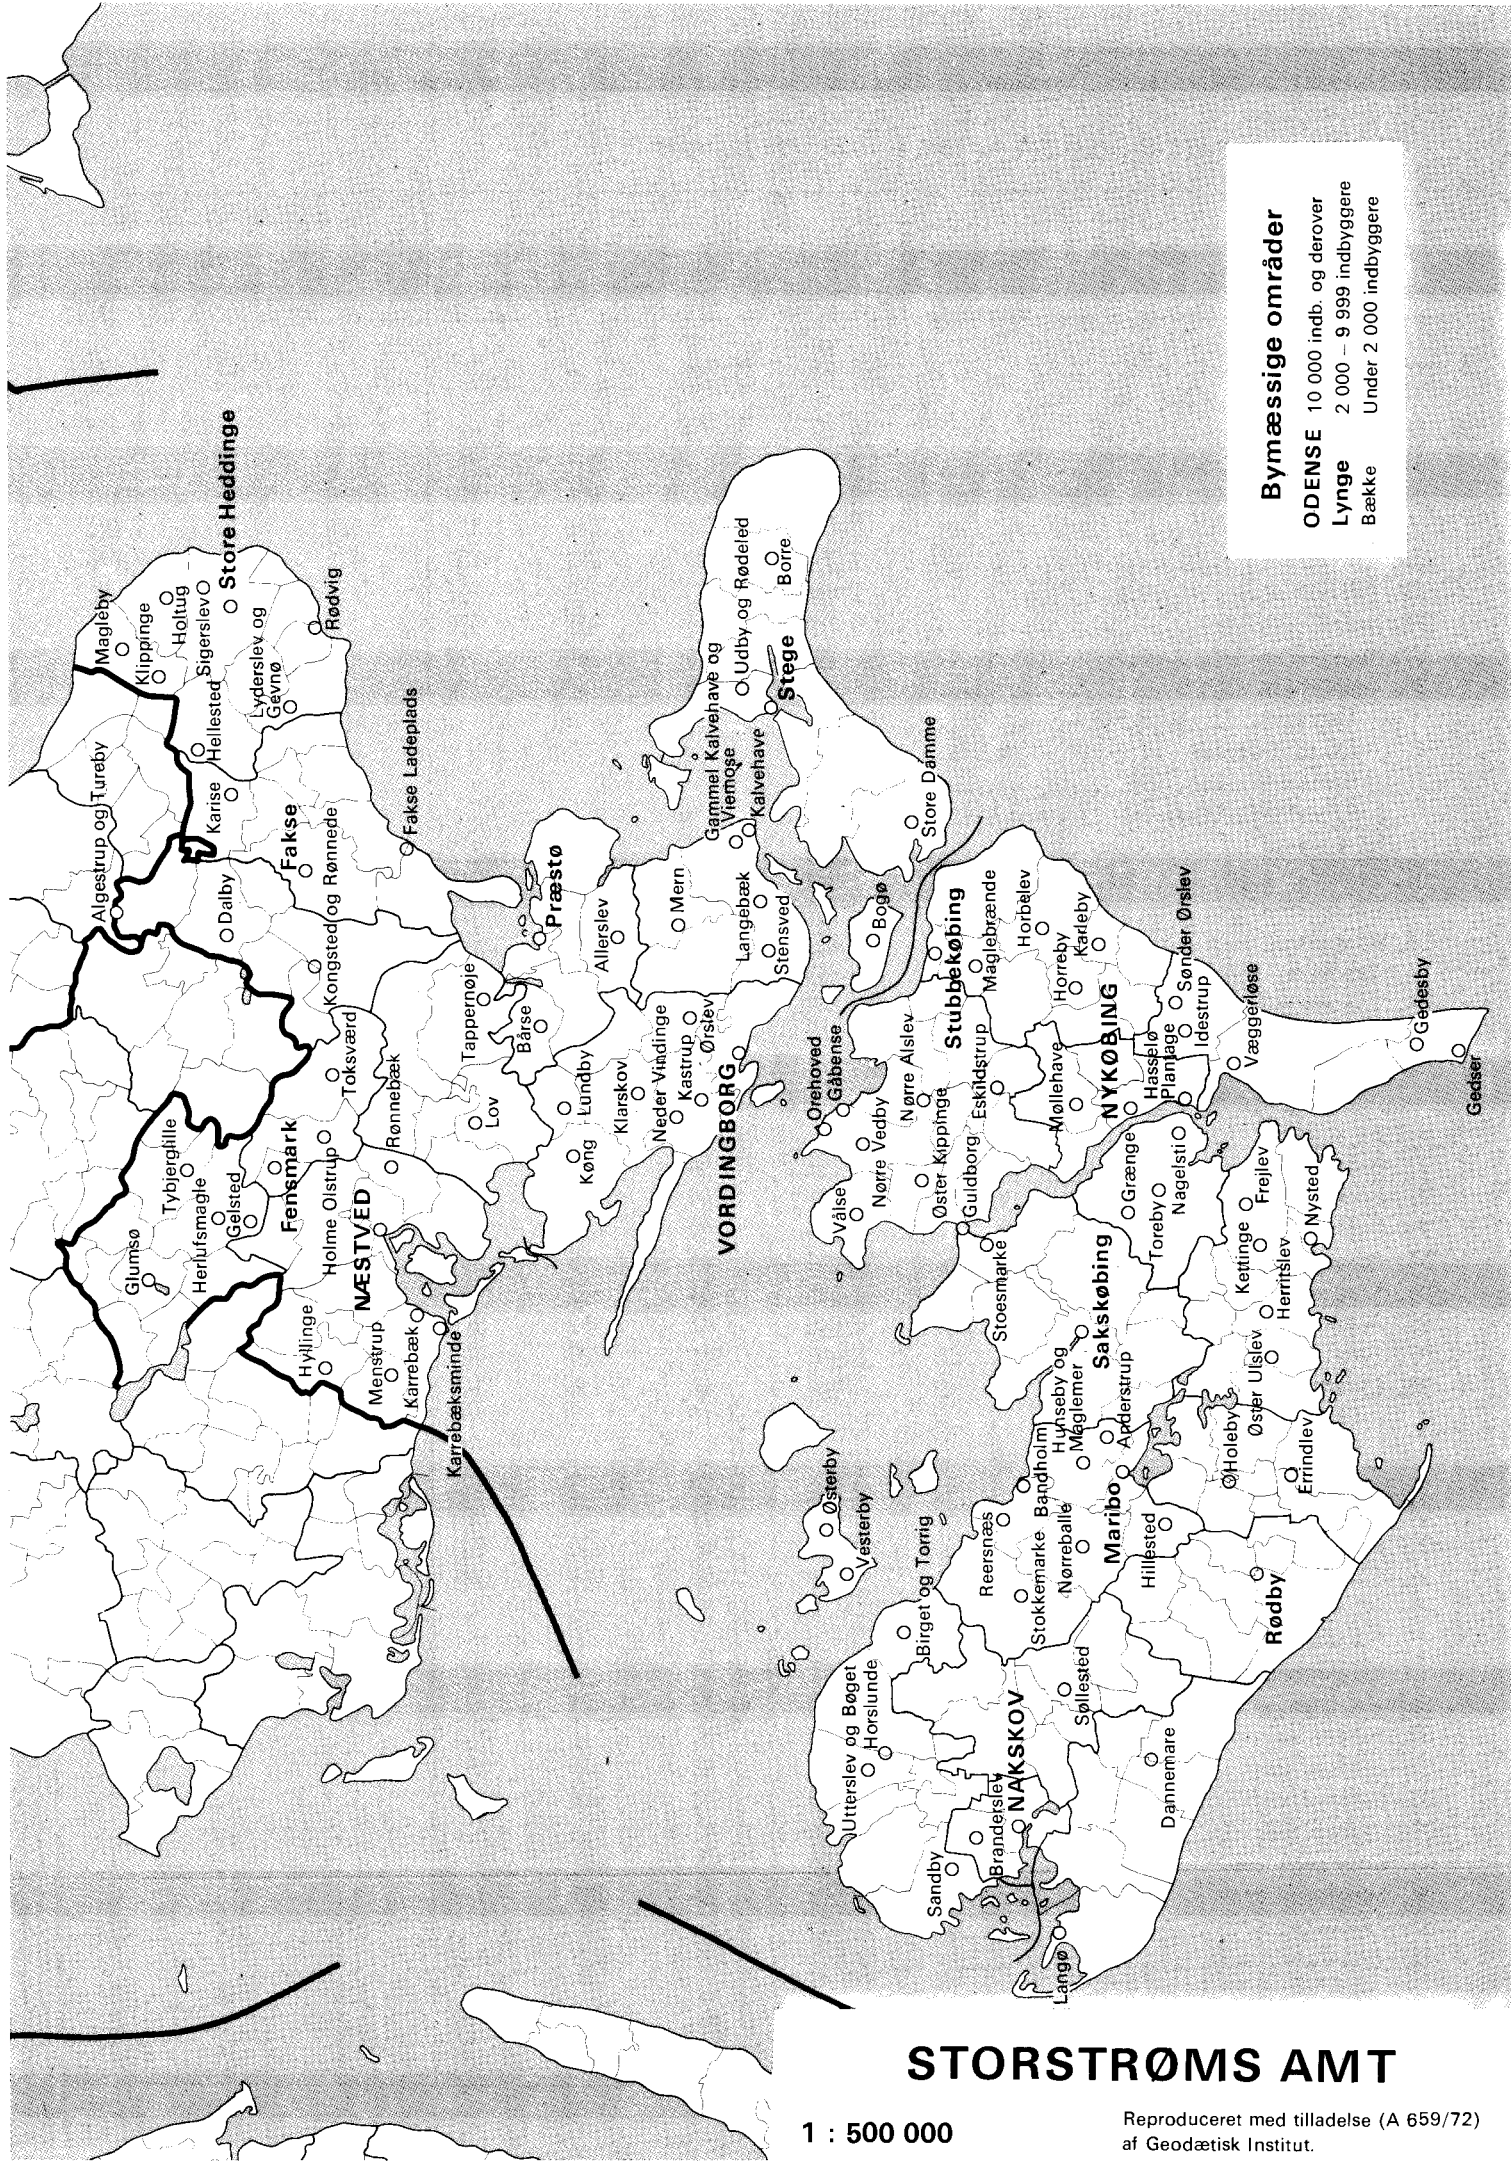 Algestrup og Tureby
Magleby
Klippinge
Holtug
Sigerslev
Store Heddinge
Hellested
Lyderslev og
Gevnø
Rødvig
Karise
Fakse
Dalby
Kongsted og Rønnede
Fakse Ladeplads
Glumsø
Tybjerglille
Herlufsmagle
Gelsted
Fensmark
Holme Olstrup
Toksværd
NÆSTVED
Rønnebæk
Hyllinge
Menstrup
Karrebæk
Karrebæksminde
Tappernøje
Lov
Bårse
Præstø
Allerslev
Lundby
Køng
Klarskov
Neder Vindinge
Kastrup
Ørslev
VORDINGBORG
Mern
Langebæk
Stensved
Gammel Kalvehave og
Viemose
Kalvehave
Udby og Rødeled
Borre
Stege
Store Damme
Bogø
Orehoved
Gåbense
Vålse
Nørre Vedby
Nørre Alslev
Øster Kippinge
Eskildstrup
Guldborg
Stubbekøbing
Maglebrænde
Horbelev
Horreby
Karleby
Møllehave
NYKØBING
Hasselø
Plantage
Idestrup
Sønder Ørslev
Væggerløse
Gedesby
Gedser
Stoesmarke
Sakskøbing
Grænge
Toreby
Nagelsti
Frejlev
Kettinge
Nysted
Herritslev
Øster Ulslev
Hunseby og
Maglemer
Anderstrup
Holeby
Errindlev
Bandholm
Maribo
Reersnæs
Stokkemarke
Nørreballe
Hillested
Rødby
Østerby
Vesterby
Birget og Torrig
Utterslev og Bøget
Horslunde
Søllested
NAKSKOV
Branderslev
Sandby
Langø
Dannemare
Bymæssige områder
ODENSE 10 000 indb. og derover
Lynge 2 000 – 9 999 indbyggere
Bække Under 2 000 indbyggere
STORSTRØMS AMT
1 : 500 000
Reproduceret med tilladelse (A 659/72)
af Geodætisk Institut.